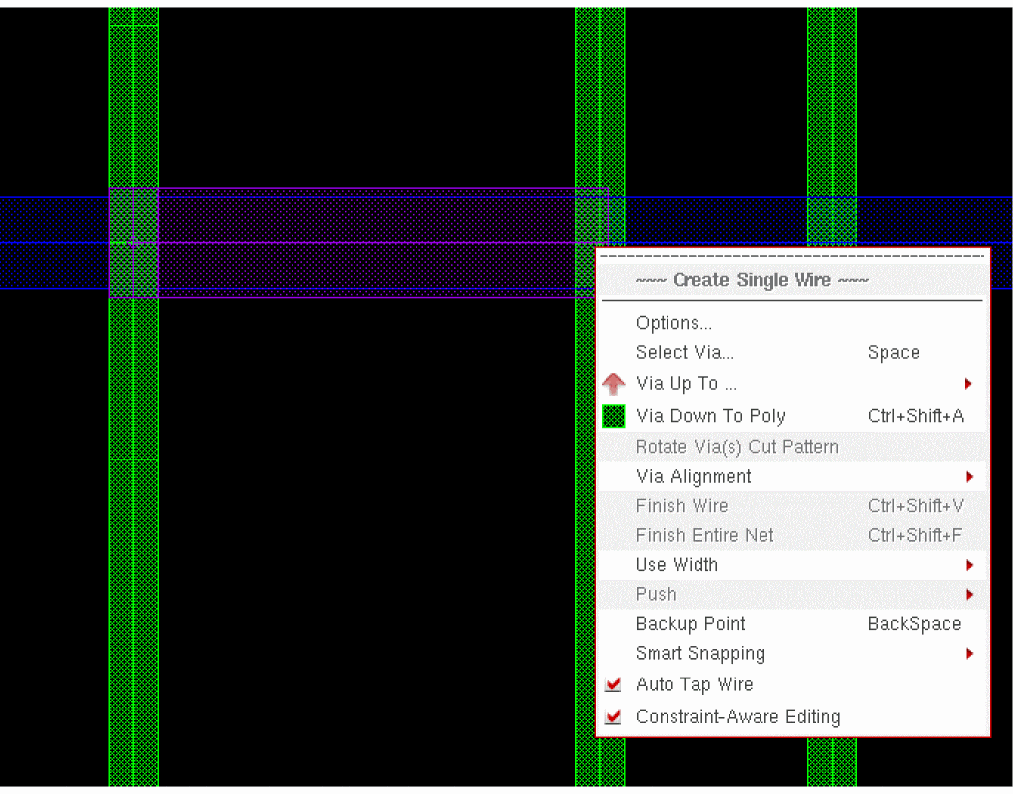 ~~~ Create Single Wire ~~~
Options...
Select Via... Space
Via Up To ...
Via Down To Poly Ctrl+Shift+A
Rotate Via(s) Cut Pattern
Via Alignment
Finish Wire Ctrl+Shift+V
Finish Entire Net Ctrl+Shift+F
Use Width
Push
Backup Point BackSpace
Smart Snapping
Auto Tap Wire
Constraint-Aware Editing